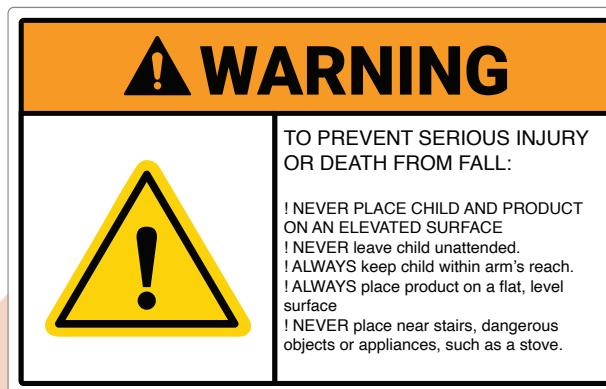 WARNING
TO PREVENT SERIOUS INJURY
OR DEATH FROM FALL:
! NEVER PLACE CHILD AND PRODUCT
ON AN ELEVATED SURFACE
! NEVER leave child unattended.
! ALWAYS keep child within arm's reach.
! ALWAYS place product on a flat, level
surface
! NEVER place near stairs, dangerous
objects or appliances, such as a stove.